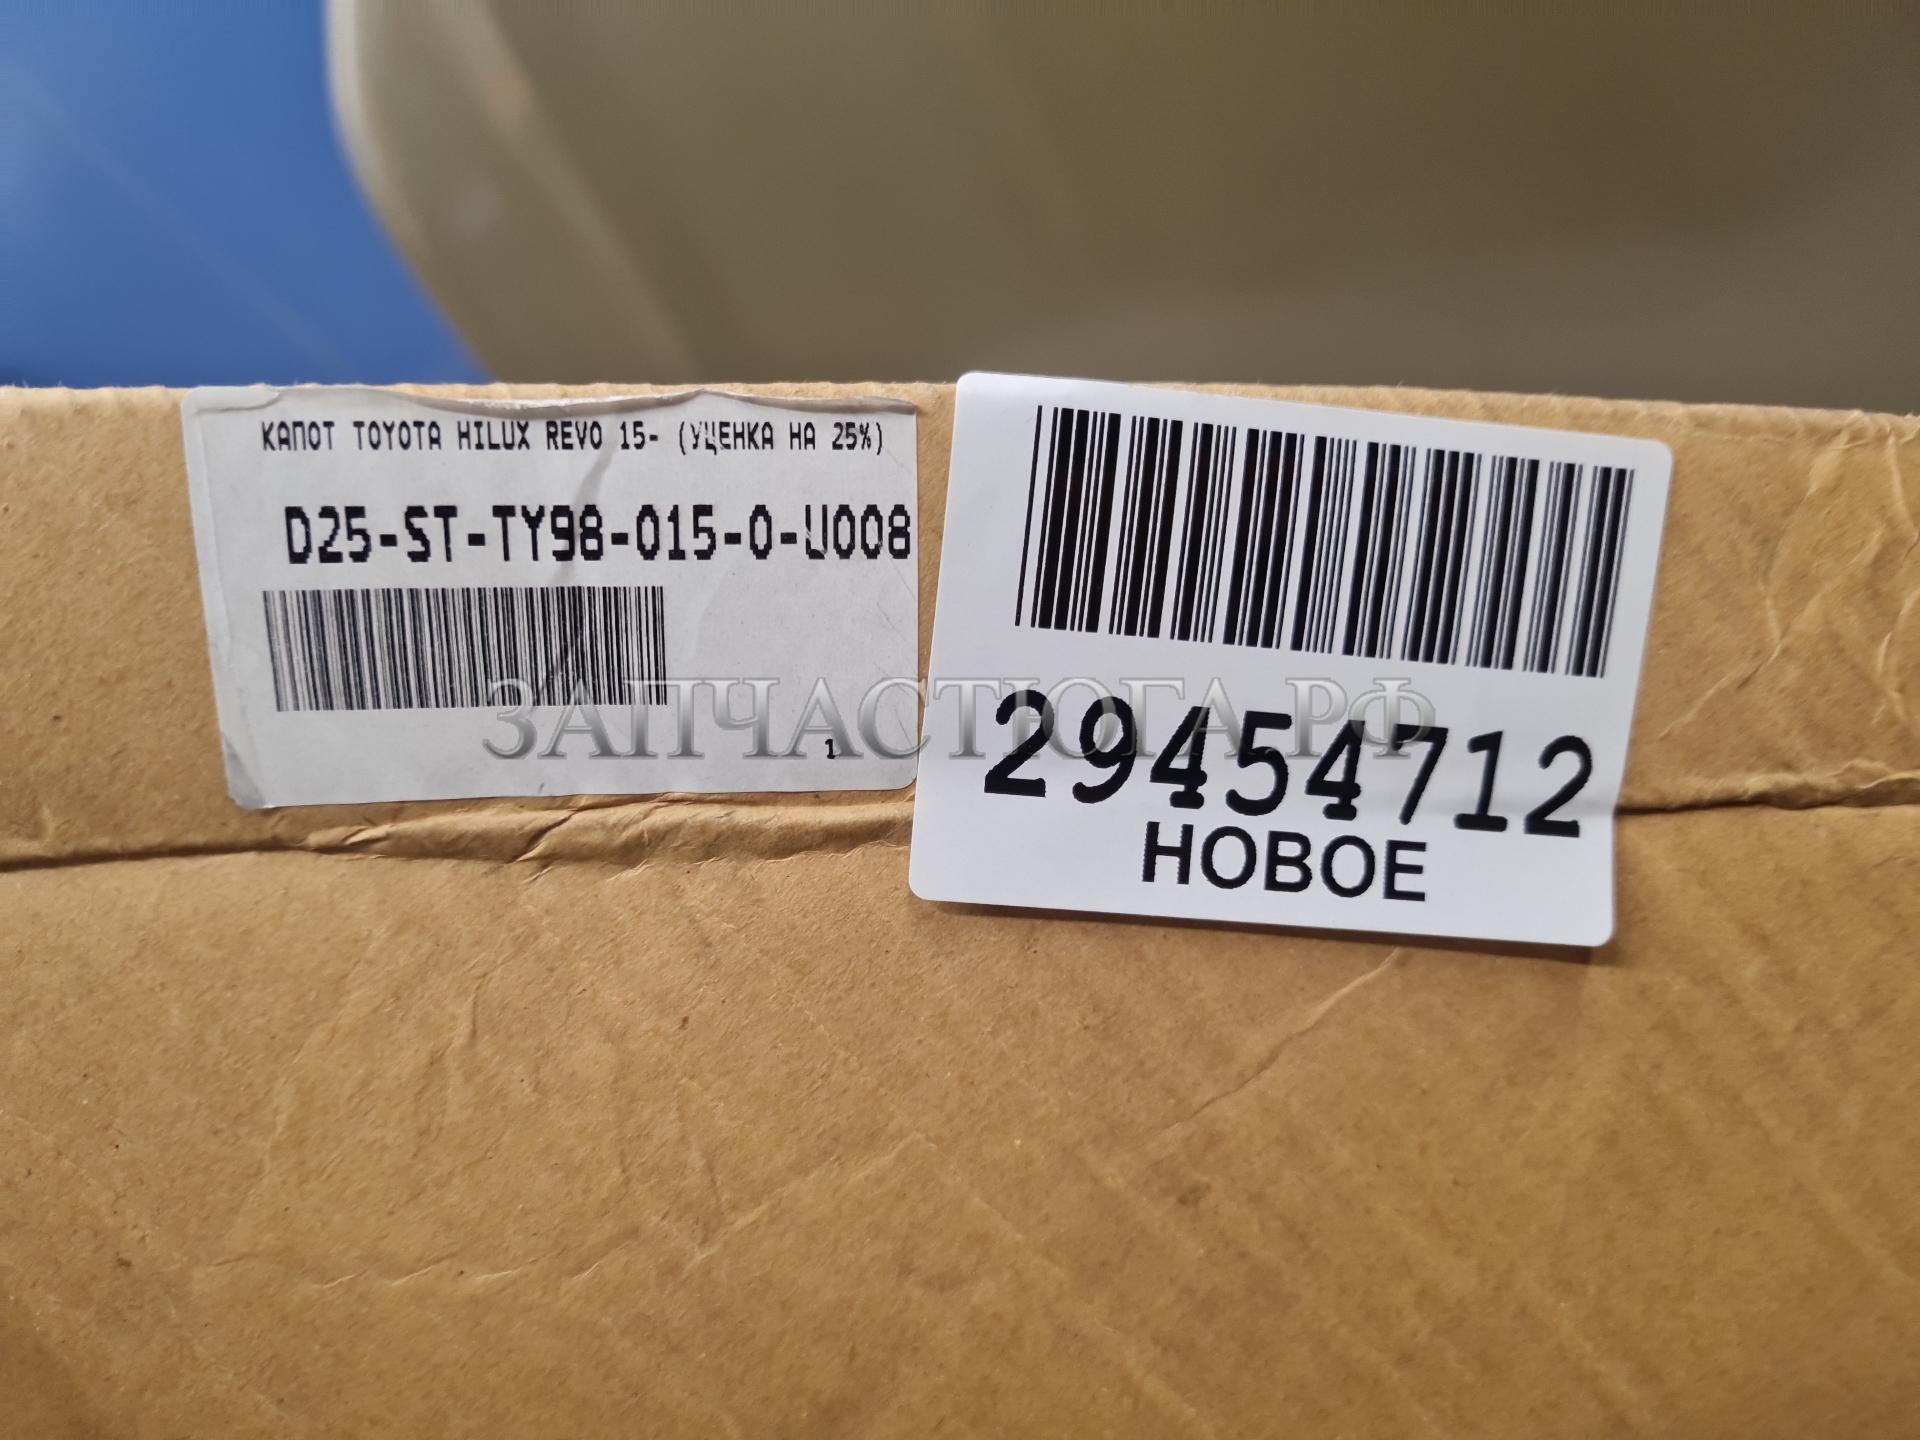 КАПОТ TOYOTA HILUX REVO 15- (УЦЕНКА НА 25%)
D25-ST-TY98-015-0-U008
1
29454712
НОВОЕ
ЗАПЧАСТЮГА.РФ